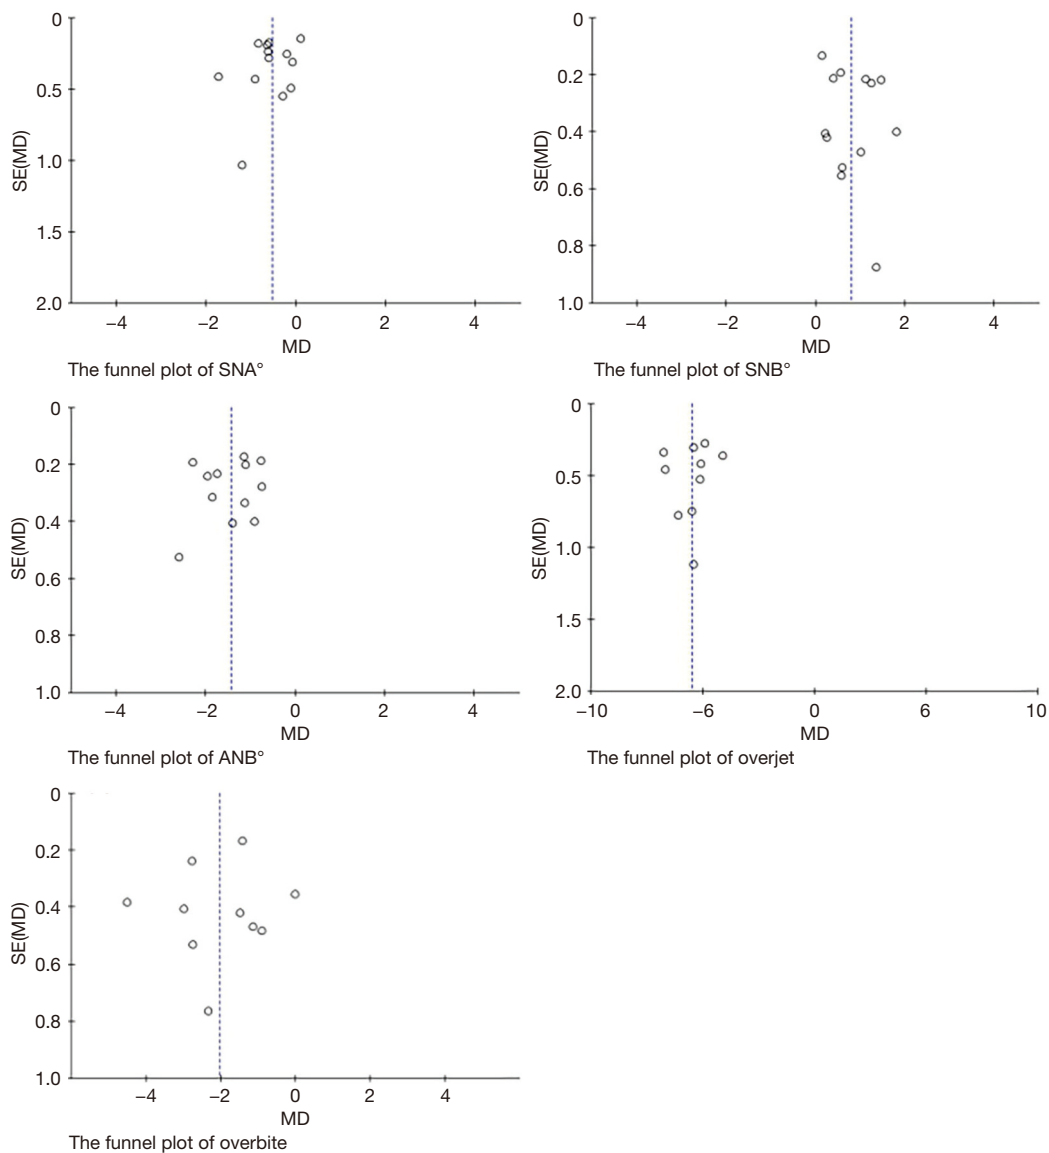 0
0.5
1.0
1.5
2.0
SE(MD)
−4 −2 0 2 4
MD
The funnel plot of SNA°
0
0.2
0.4
0.6
0.8
1.0
SE(MD)
−4 −2 0 2 4
MD
The funnel plot of SNB°
0
0.2
0.4
0.6
0.8
1.0
SE(MD)
−4 −2 0 2 4
MD
The funnel plot of ANB°
0
0.5
1.0
1.5
2.0
SE(MD)
−10 −6 0 6 10
MD
The funnel plot of overjet
0
0.2
0.4
0.6
0.8
1.0
SE(MD)
−4 −2 0 2 4
MD
The funnel plot of overbite